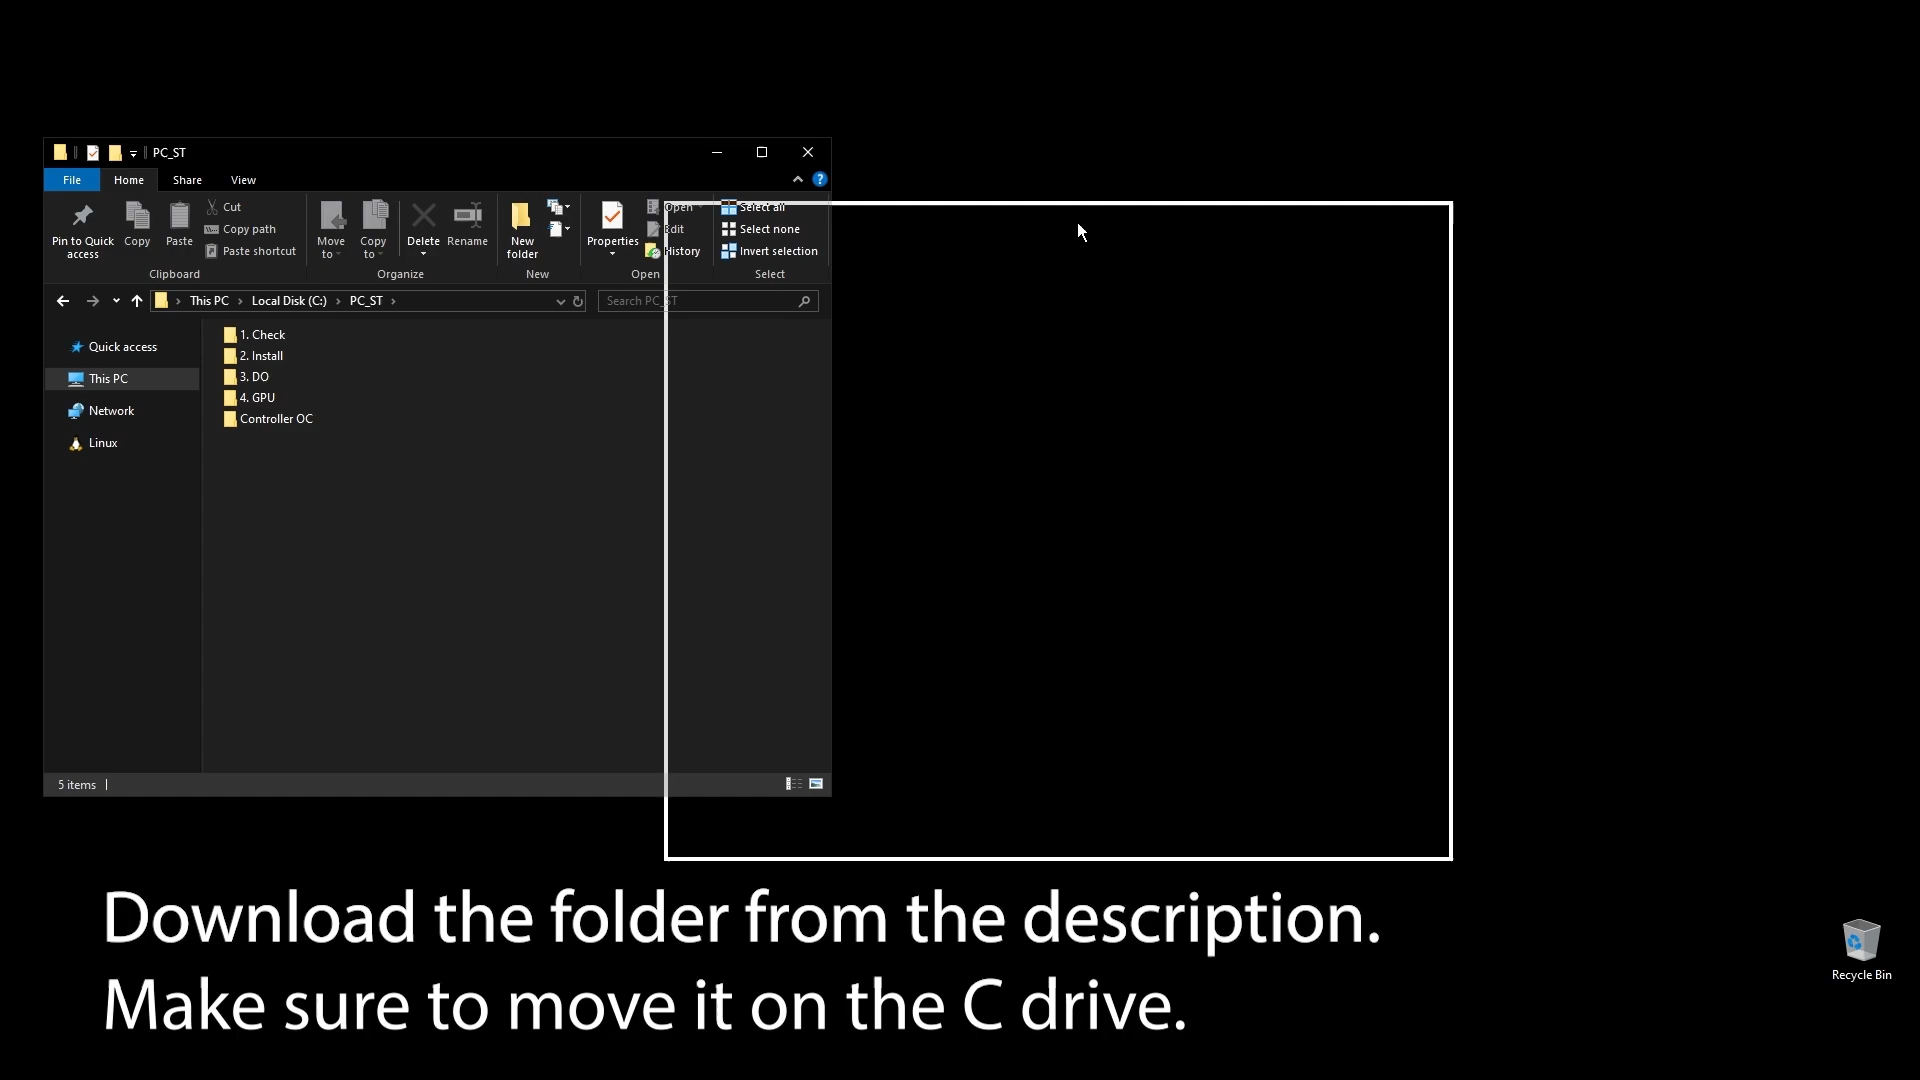 PC_ST
File Home Share View
Pin to Quick access
Copy
Paste
Cut
Copy path
Paste shortcut
Clipboard
Move to
Copy to
Delete
Rename
Organize
New folder
New
Properties
Open
Edit
History
Open
Select all
Select none
Invert selection
Select
This PC Local Disk (C:) PC_ST
Search PC_ST
Quick access
This PC
Network
Linux
1. Check
2. Install
3. DO
4. GPU
Controller OC
5 items
Download the folder from the description.
Make sure to move it on the C drive.
Recycle Bin